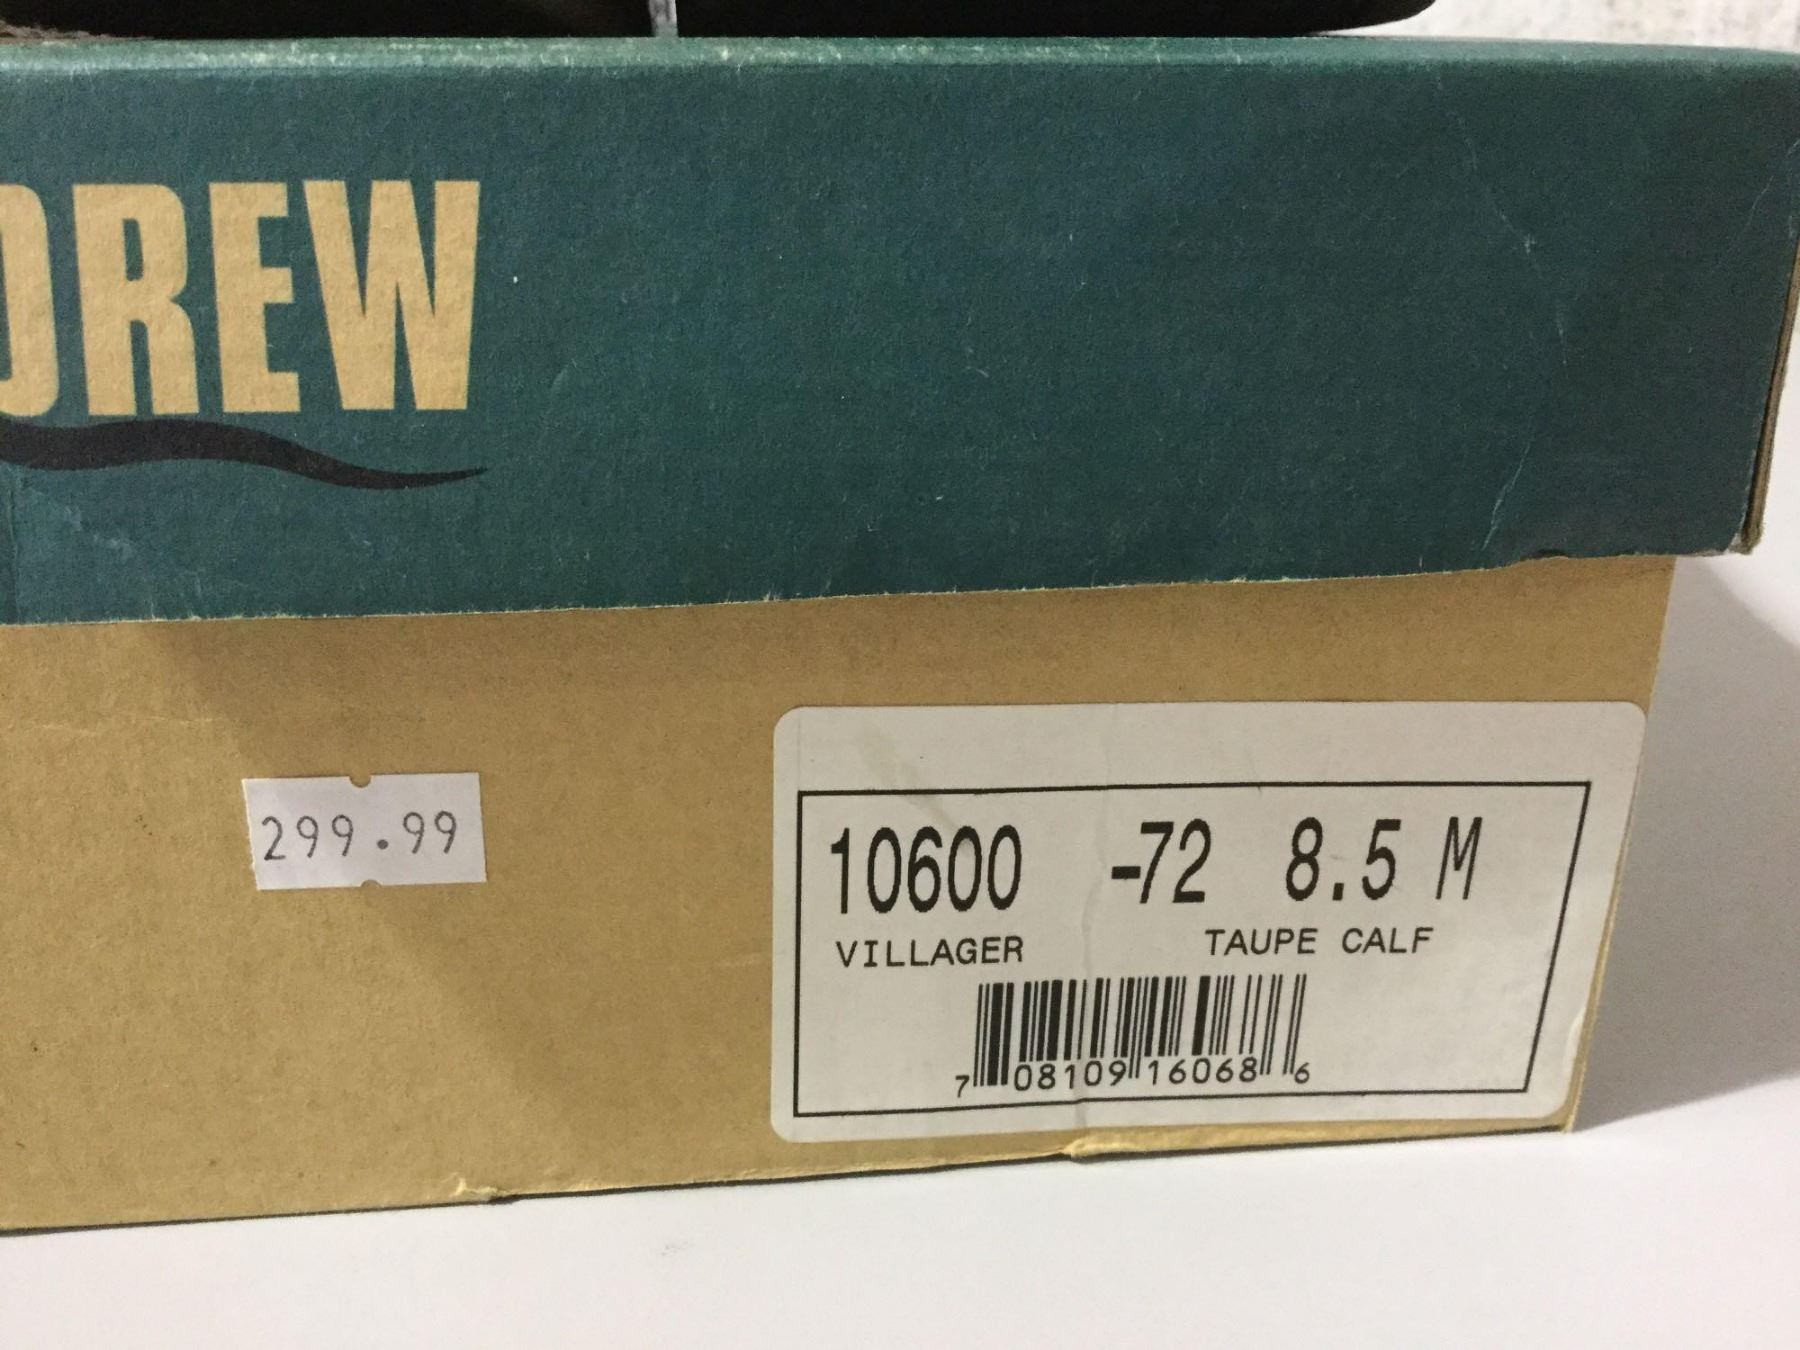 DREW
299.99
10600 -72 8.5 M
VILLAGER TAUPE CALF
7 08109 16068 6